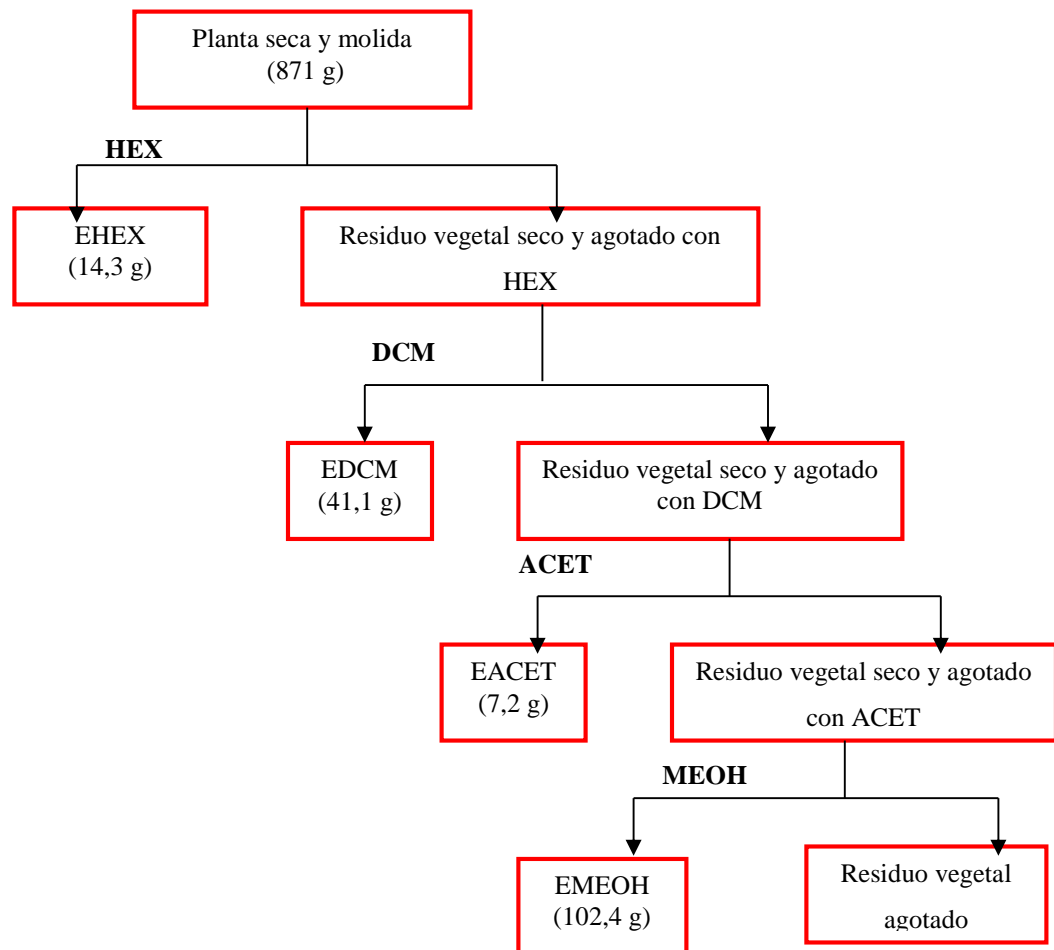 Planta seca y molida
(871 g)
HEX
EHEX
(14,3 g)
Residuo vegetal seco y agotado con
HEX
DCM
EDCM
(41,1 g)
Residuo vegetal seco y agotado
con DCM
ACET
EACET
(7,2 g)
Residuo vegetal seco y agotado
con ACET
MEOH
EMEOH
(102,4 g)
Residuo vegetal
agotado